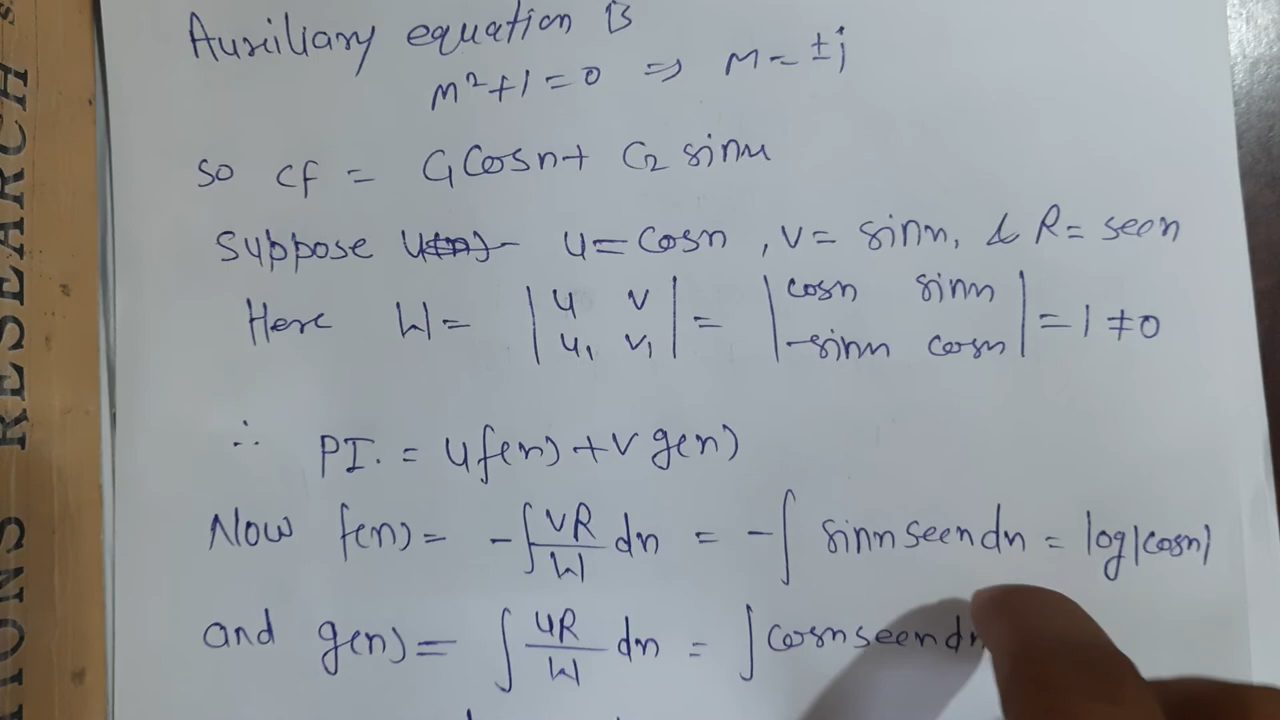 Auxiliary equation is
m²+1=0 ⇒ m=±i
so CF = C₁Cosx+ C₂ sinx
Suppose u=Cosx , v= sinx, & R= secx
Here W= |u v; u₁ v₁| = |cosx sinx; -sinx cosx| = 1≠0
∴ PI. = uf(x)+v g(x)
Now f(x)= -∫ VR/W dx = -∫ sinx secx dx = log|cosx|
and g(x)= ∫ UR/W dx = ∫cosx secx dx
RESEARCH
IONS